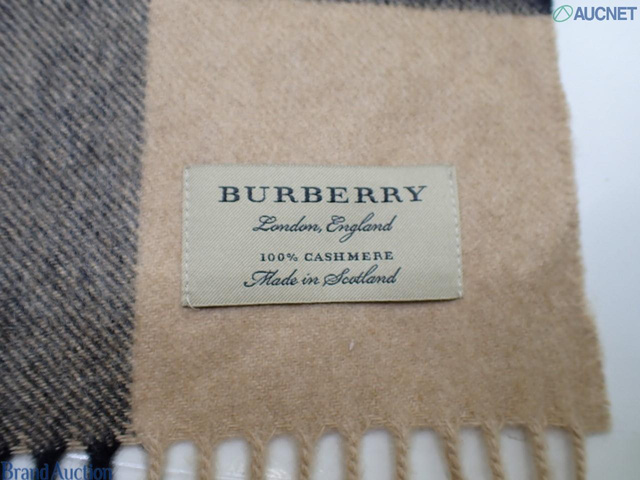 AUCNET
BURBERRY
London, England
100% CASHMERE
Made in Scotland
Brand Auction